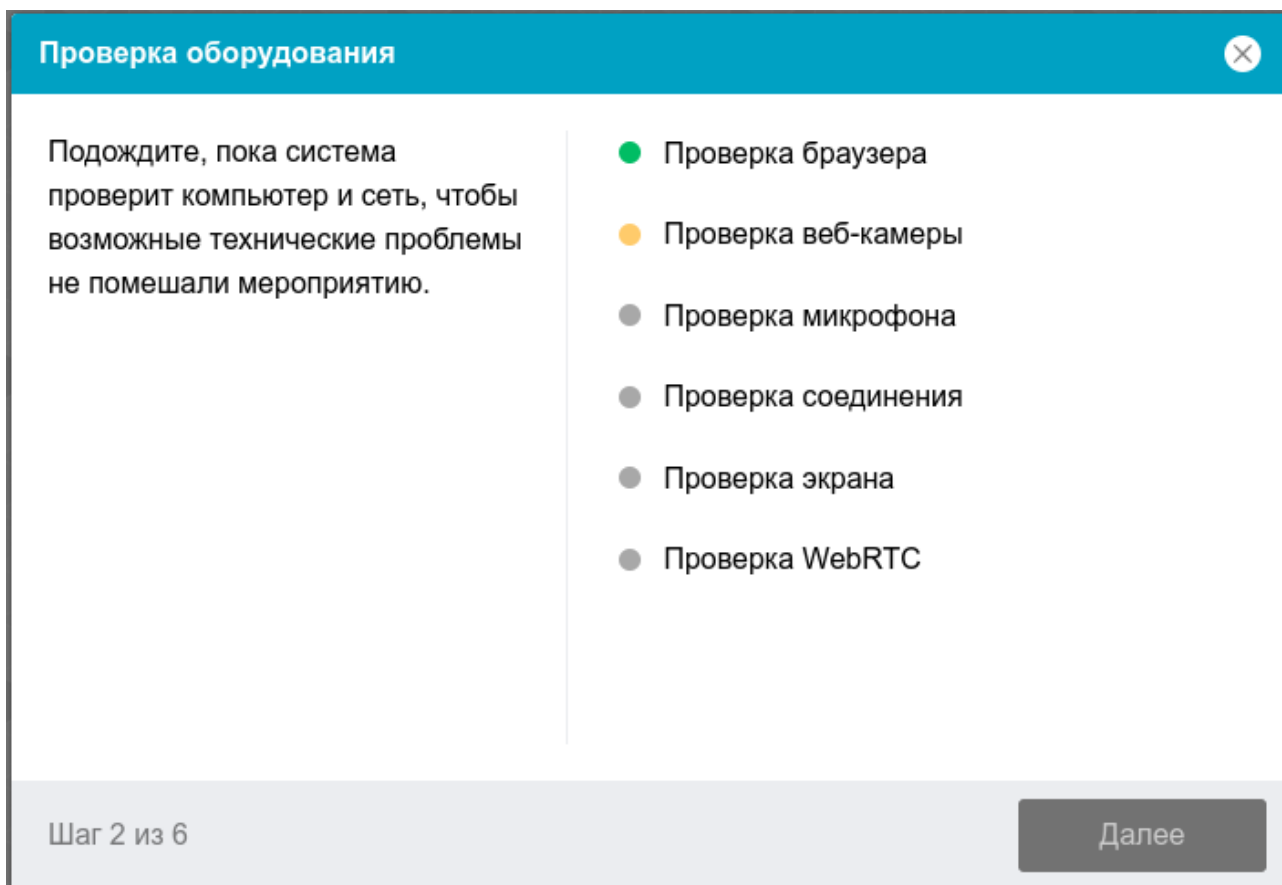 Проверка оборудования
Подождите, пока система
проверит компьютер и сеть, чтобы
возможные технические проблемы
не помешали мероприятию.
Проверка браузера
Проверка веб-камеры
Проверка микрофона
Проверка соединения
Проверка экрана
Проверка WebRTC
Шаг 2 из 6
Далее